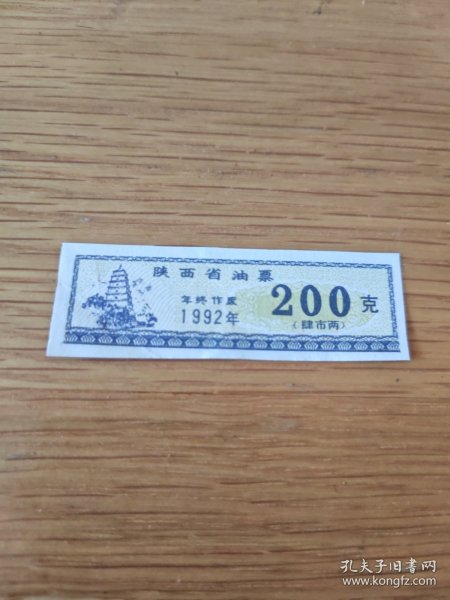 陕西省油票
年终作废
1992年
200克
(肆市两)
孔夫子旧书网
www.kongfz.com